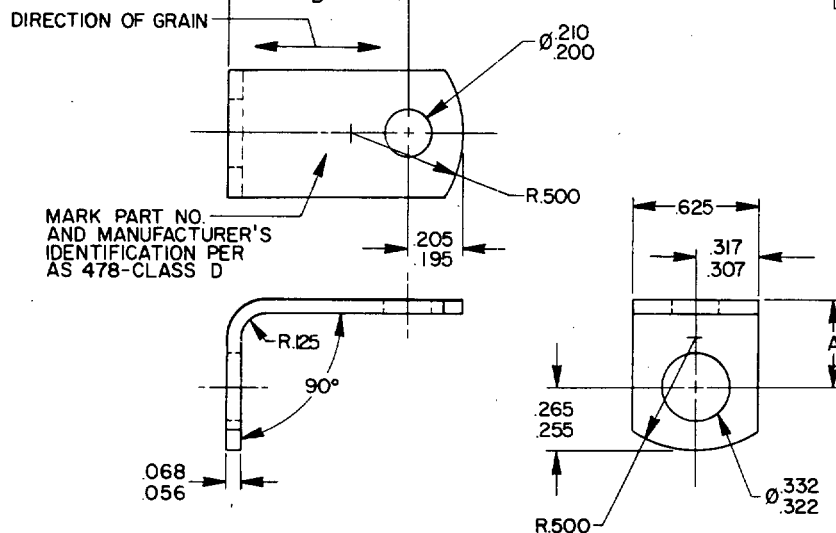 DIRECTION OF GRAIN
Ø.210
.200
R.500
MARK PART NO.
AND MANUFACTURER'S
IDENTIFICATION PER
AS 478-CLASS D
.205
.195
.625
.317
.307
R.125
90°
A
.265
.255
.068
.056
Ø.332
.322
R.500